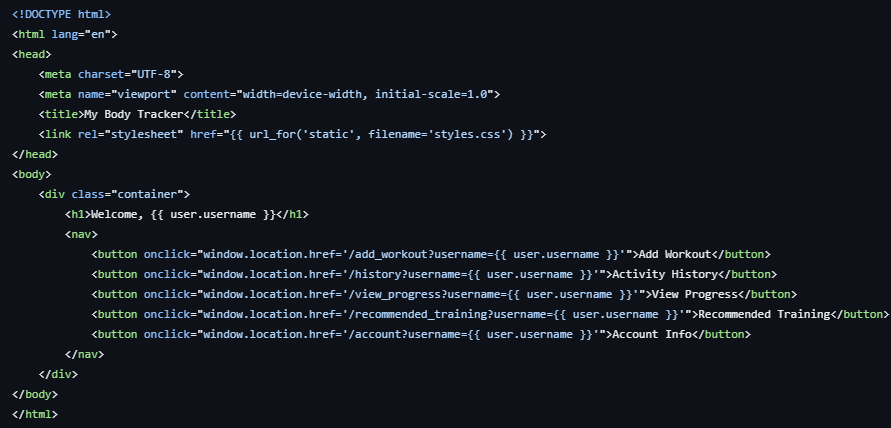 <!DOCTYPE html>
<html lang="en">
<head>
    <meta charset="UTF-8">
    <meta name="viewport" content="width=device-width, initial-scale=1.0">
    <title>My Body Tracker</title>
    <link rel="stylesheet" href="{{ url_for('static', filename='styles.css') }}">
</head>
<body>
    <div class="container">
        <h1>Welcome, {{ user.username }}</h1>
        <nav>
            <button onclick="window.location.href='/add_workout?username={{ user.username }}'">Add Workout</button>
            <button onclick="window.location.href='/history?username={{ user.username }}'">Activity History</button>
            <button onclick="window.location.href='/view_progress?username={{ user.username }}'">View Progress</button>
            <button onclick="window.location.href='/recommended_training?username={{ user.username }}'">Recommended Training</button>
            <button onclick="window.location.href='/account?username={{ user.username }}'">Account Info</button>
        </nav>
    </div>
</body>
</html>